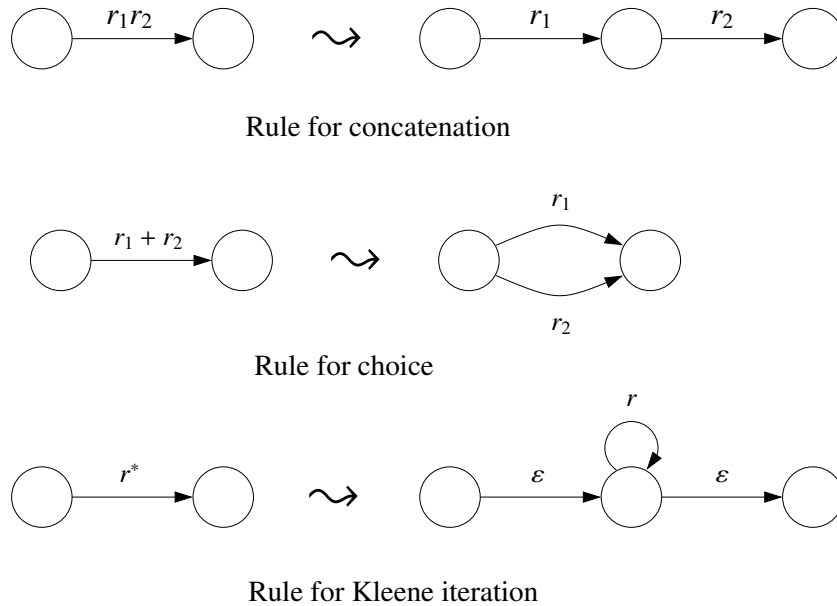 r₁r₂ r₁ r₂
Rule for concatenation
r₁ + r₂ r₁
r₂
Rule for choice
r
r* ε ε
Rule for Kleene iteration